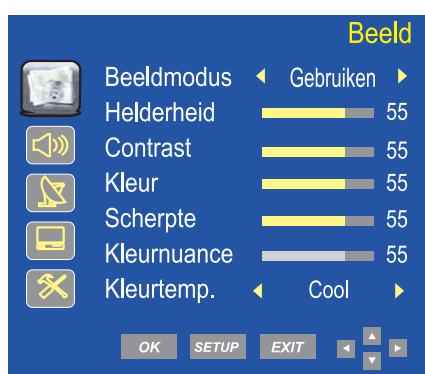 Beeld
Beeldmodus Gebruiken
Helderheid 55
Contrast 55
Kleur 55
Scherpte 55
Kleurnuance 55
Kleurtemp. Cool
OK SETUP EXIT